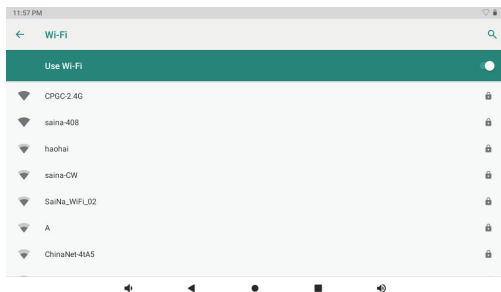 11:57 PM
Wi-Fi
Use Wi-Fi
CPGC-2.4G
saina-408
haohai
saina-CW
SaiNa_WiFi_02
A
ChinaNet-4tA5